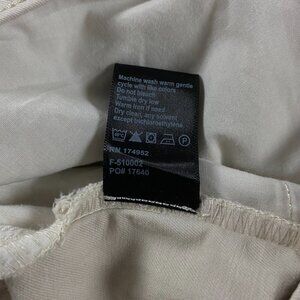 Machine wash warm gentle
cycle with like colors
Do not bleach
Tumble dry low
Warm iron if need
Dry clean, any solvent
except trichloroethylene
RN 174952
F-510002
PO# 17640